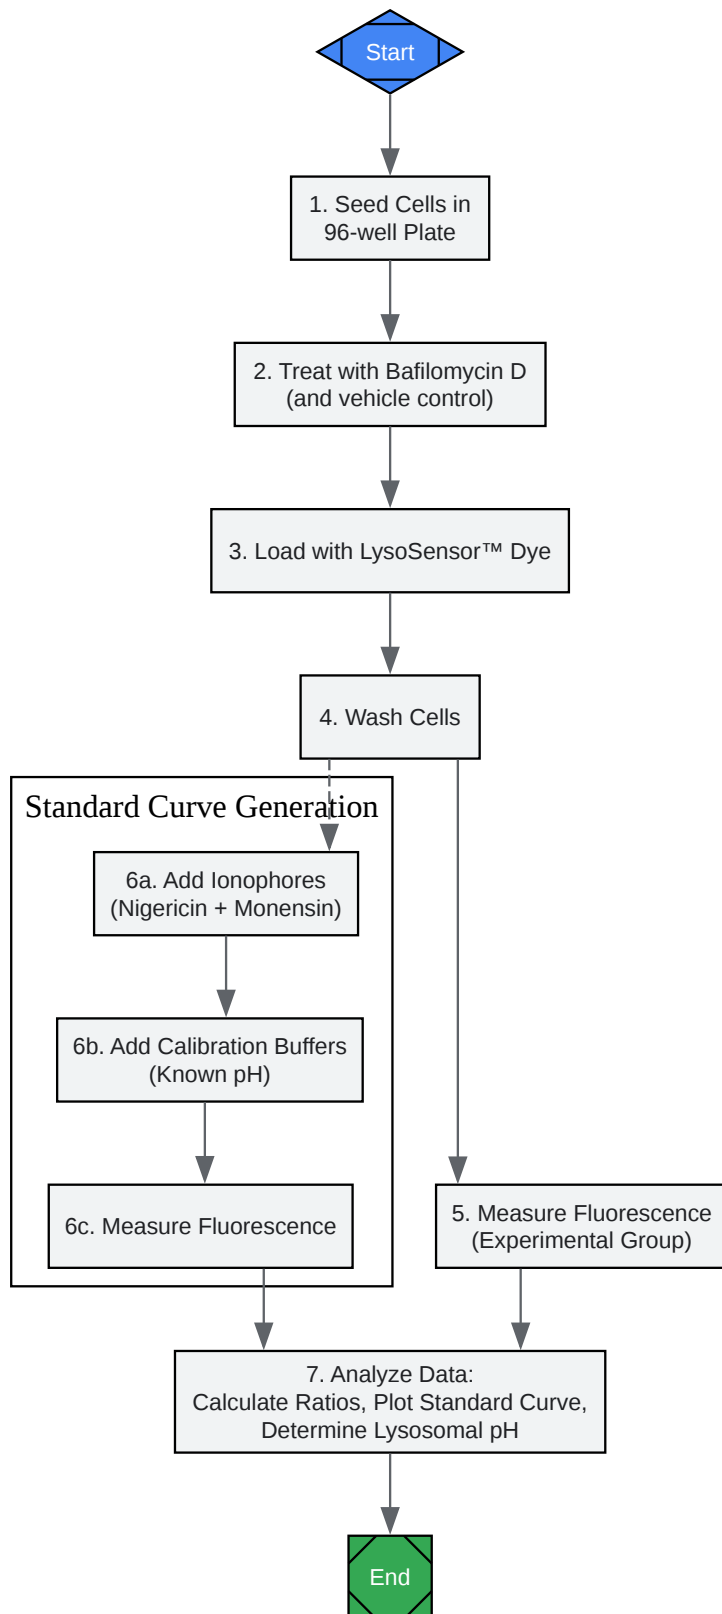 Start
1. Seed Cells in
96-well Plate
2. Treat with Bafilomycin D
(and vehicle control)
3. Load with LysoSensor™ Dye
4. Wash Cells
Standard Curve Generation
6a. Add Ionophores
(Nigericin + Monensin)
6b. Add Calibration Buffers
(Known pH)
6c. Measure Fluorescence
5. Measure Fluorescence
(Experimental Group)
7. Analyze Data:
Calculate Ratios, Plot Standard Curve,
Determine Lysosomal pH
End